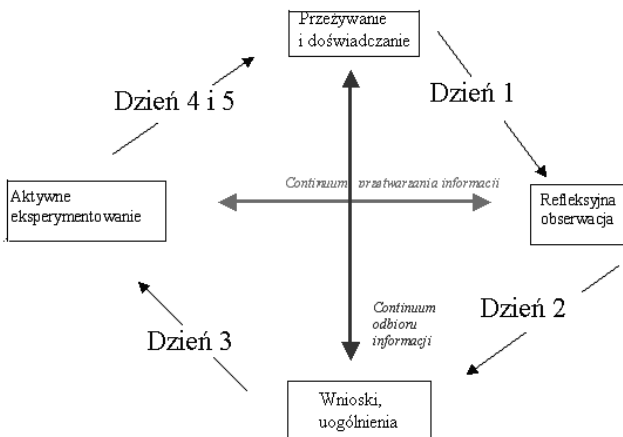 Przeżywanie
i doświadczanie
Dzień 4 i 5
Dzień 1
Continuum przetwarzania informacji
Aktywne
eksperymentowanie
Refleksyjna
obserwacja
Continuum
odbioru
informacji
Dzień 2
Dzień 3
Wnioski,
uogólnienia